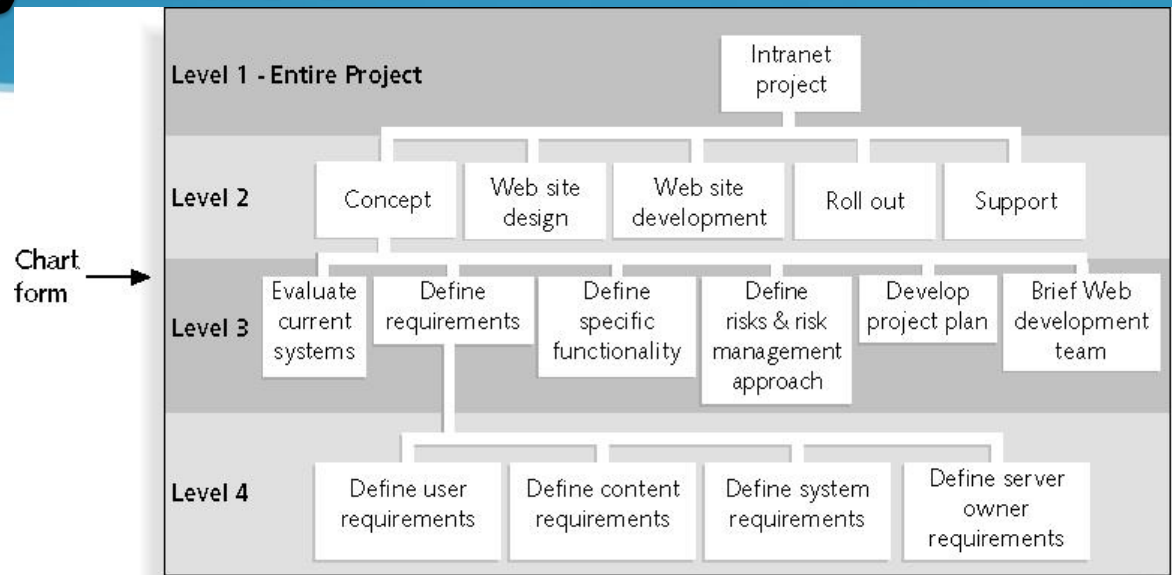 Level 1 - Entire Project
Intranet
project
Level 2
Concept
Web site
design
Web site
development
Roll out
Support
Chart
form
Level 3
Evaluate
current
systems
Define
requirements
Define
specific
functionality
Define
risks & risk
management
approach
Develop
project plan
Brief Web
development
team
Level 4
Define user
requirements
Define content
requirements
Define system
requirements
Define server
owner
requirements